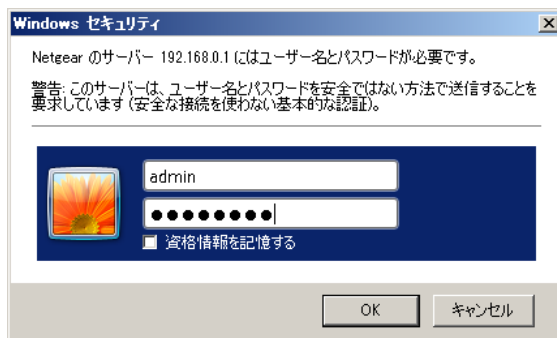 Windows セキュリティ
Netgear のサーバー 192.168.0.1 にはユーザー名とパスワードが必要です。
警告: このサーバーは、ユーザー名とパスワードを安全ではない方法で送信することを
要求しています (安全な接続を使わない基本的な認証)。
admin
●●●●●●●●
資格情報を記憶する
OK
キャンセル